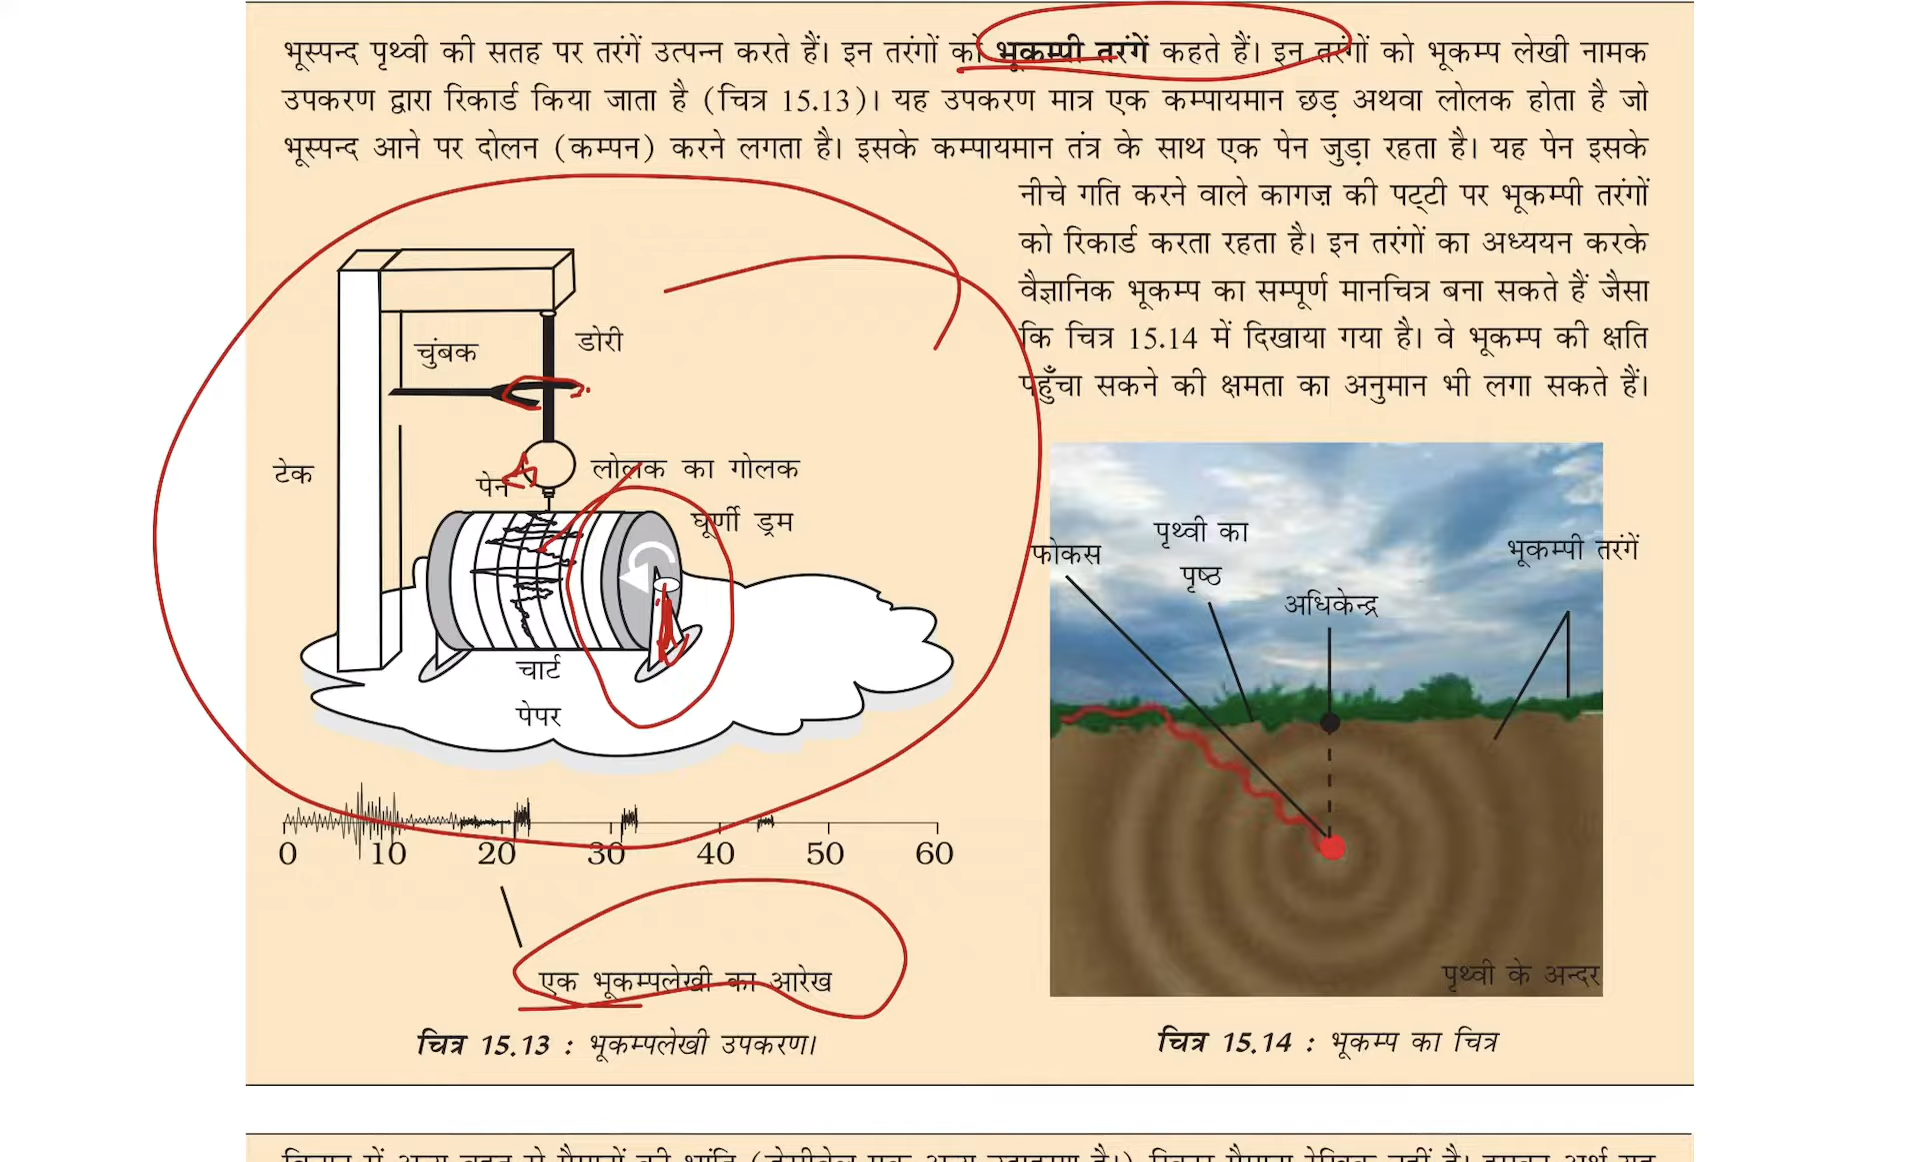 भूस्पन्द पृथ्वी की सतह पर तरंगें उत्पन्न करते हैं। इन तरंगों को भूकम्पी तरंगें कहते हैं। इन तरंगों को भूकम्प लेखी नामक
उपकरण द्वारा रिकार्ड किया जाता है (चित्र 15.13)। यह उपकरण मात्र एक कम्पायमान छड़ अथवा लोलक होता है जो
भूस्पन्द आने पर दोलन (कम्पन) करने लगता है। इसके कम्पायमान तंत्र के साथ एक पेन जुड़ा रहता है। यह पेन इसके
नीचे गति करने वाले कागज़ की पट्टी पर भूकम्पी तरंगों
को रिकार्ड करता रहता है। इन तरंगों का अध्ययन करके
वैज्ञानिक भूकम्प का सम्पूर्ण मानचित्र बना सकते हैं जैसा
कि चित्र 15.14 में दिखाया गया है। वे भूकम्प की क्षति
पहुँचा सकने की क्षमता का अनुमान भी लगा सकते हैं।
चुंबक
डोरी
टेक
पेन
लोलक का गोलक
घूर्णी ड्रम
चार्ट
पेपर
0 10 20 30 40 50 60
एक भूकम्पलेखी का आरेख
चित्र 15.13 : भूकम्पलेखी उपकरण।
फोकस
पृथ्वी का
पृष्ठ
अधिकेन्द्र
भूकम्पी तरंगें
पृथ्वी के अन्दर
चित्र 15.14 : भूकम्प का चित्र